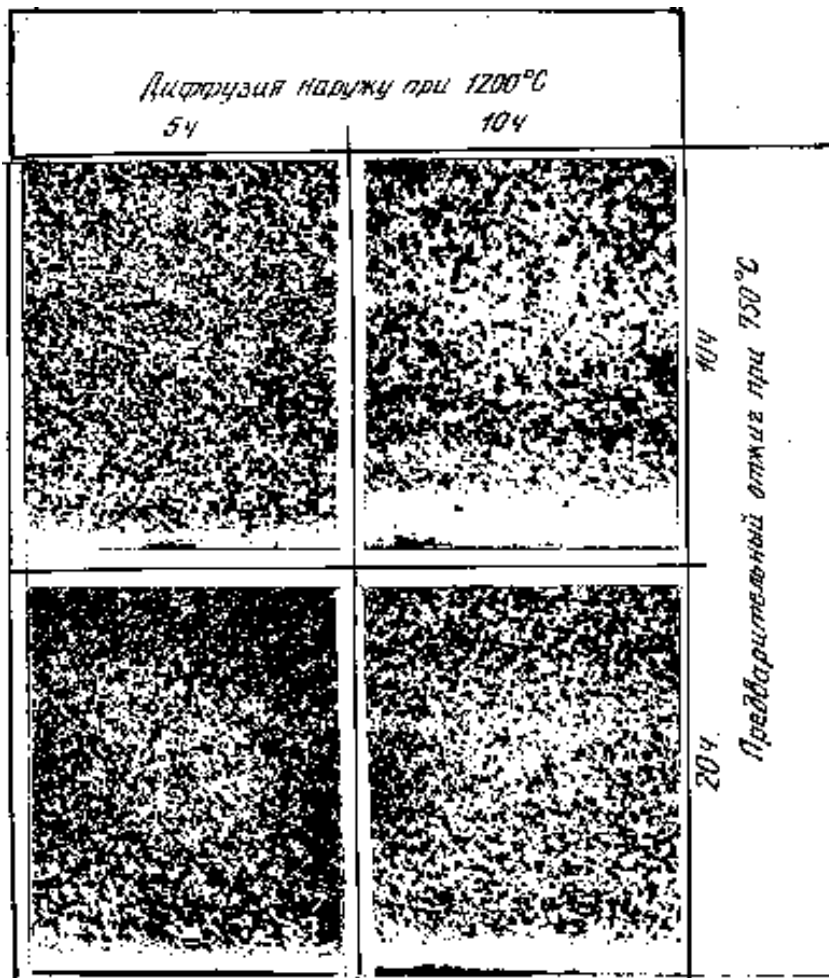 Диффузия наружу при 1200°С
5ч 10ч
10ч
20ч.
Предварительный отжиг при 750°С